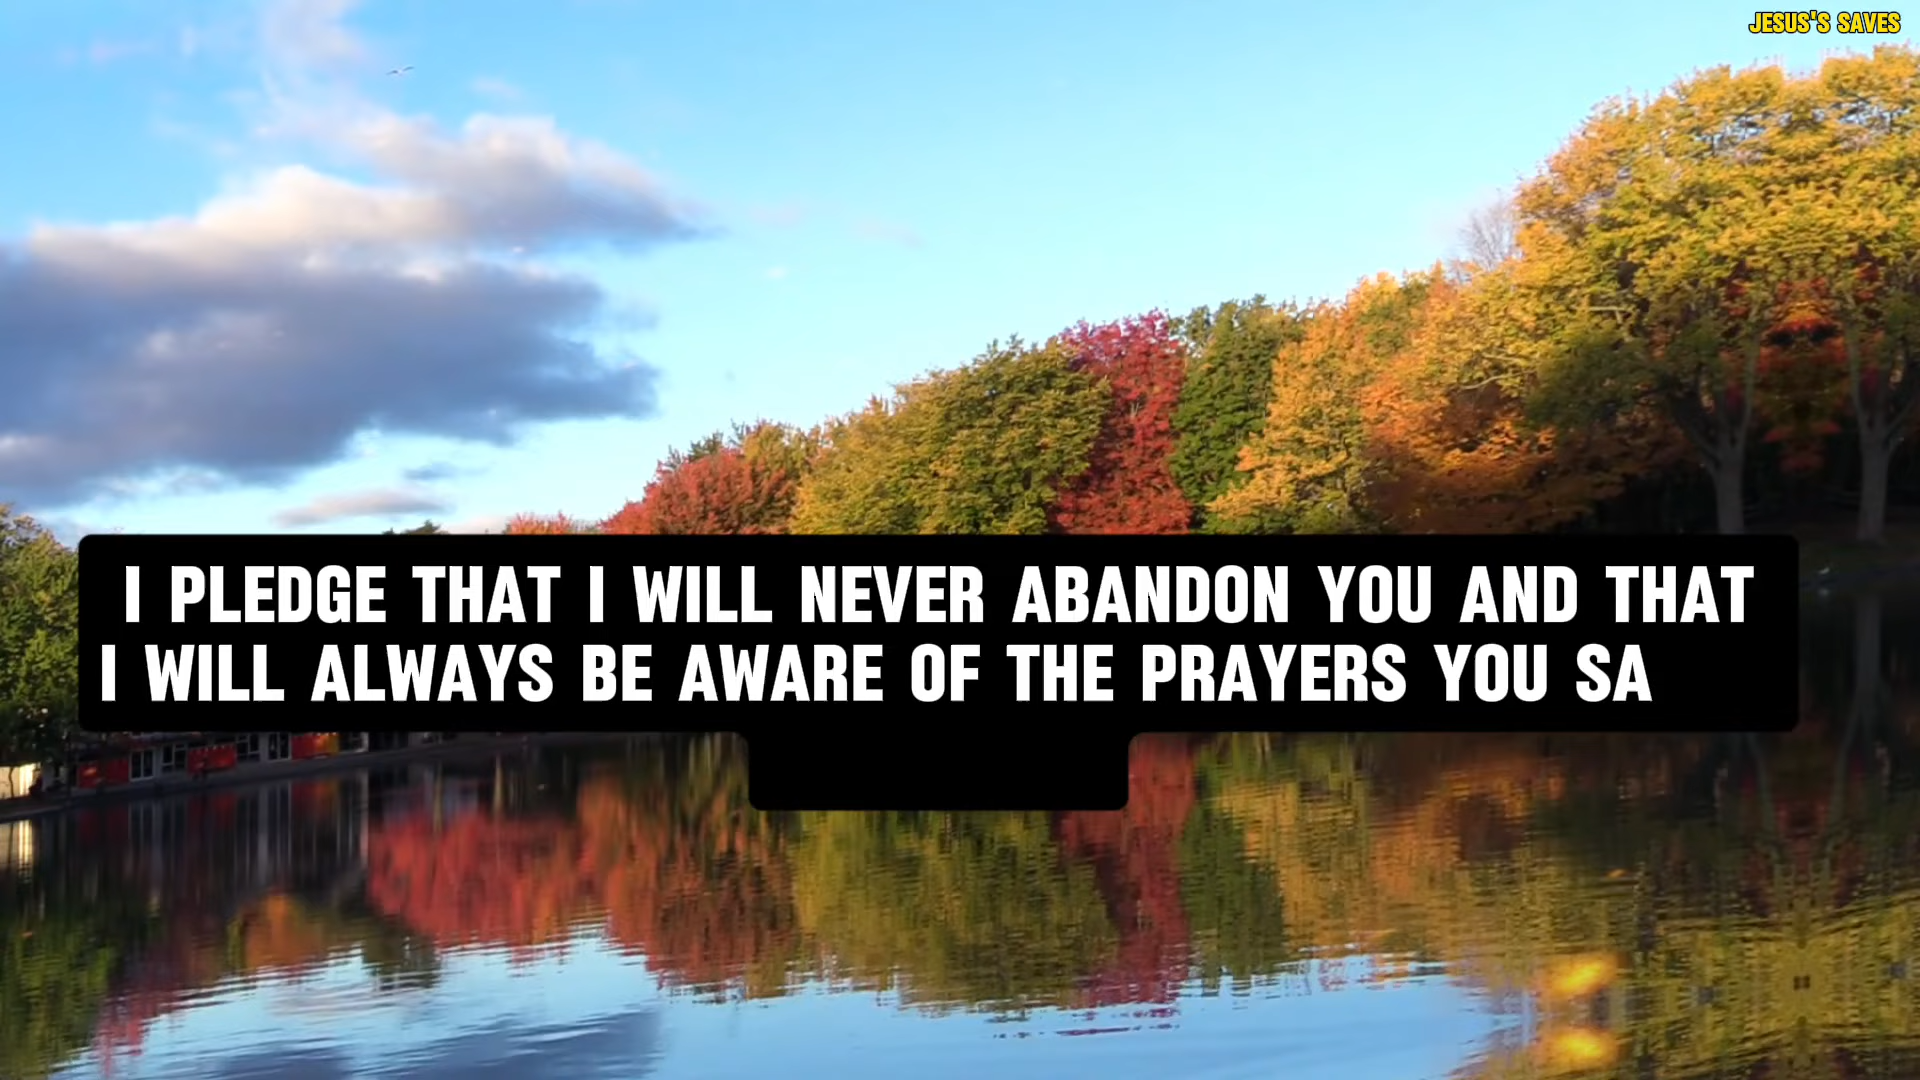 JESUS'S SAVES
I PLEDGE THAT I WILL NEVER ABANDON YOU AND THAT
I WILL ALWAYS BE AWARE OF THE PRAYERS YOU SA